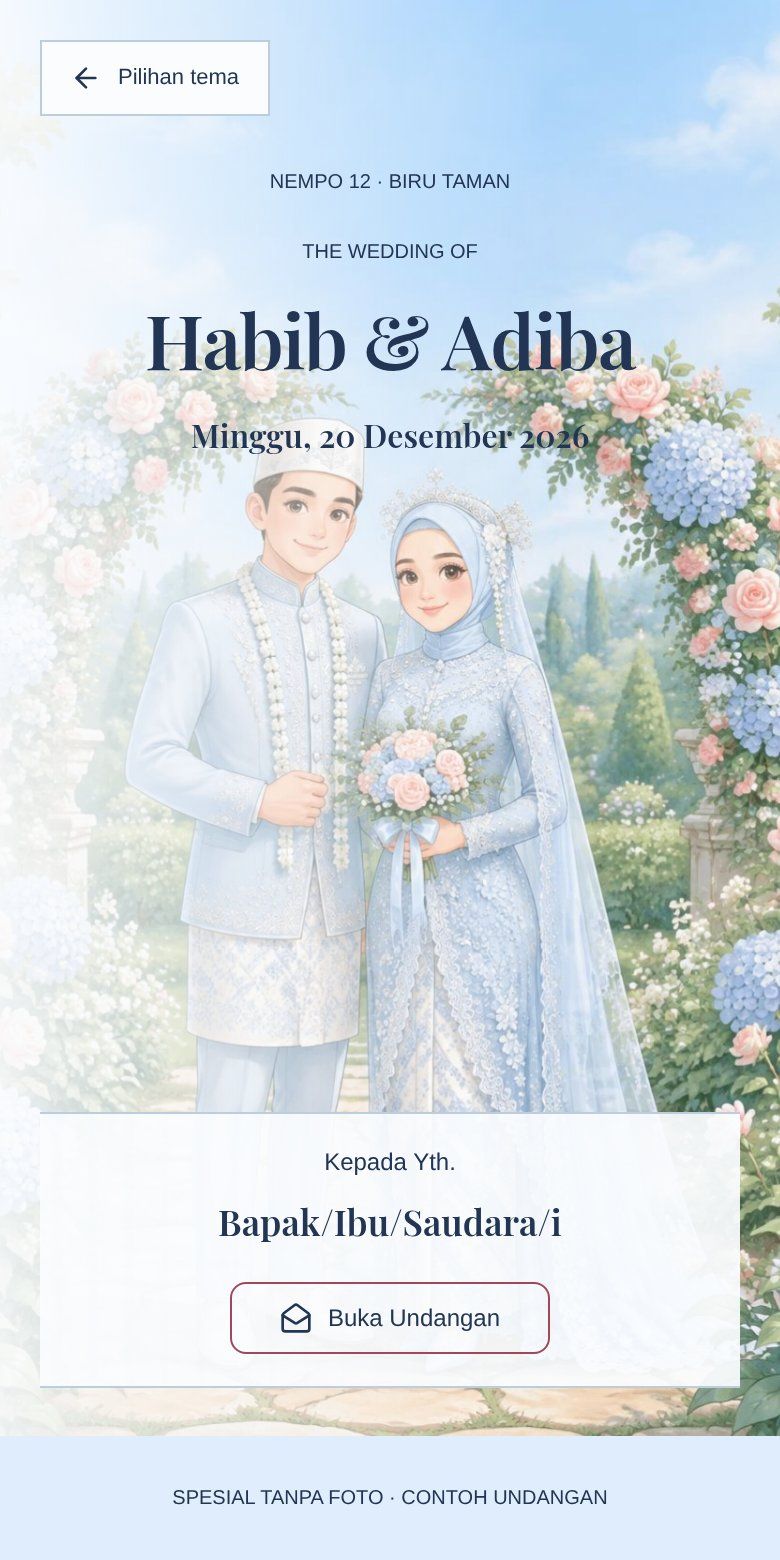 Pilihan tema
NEMPO 12 · BIRU TAMAN
THE WEDDING OF
Habib & Adiba
Minggu, 20 Desember 2026
Kepada Yth.
Bapak/Ibu/Saudara/i
Buka Undangan
SPESIAL TANPA FOTO · CONTOH UNDANGAN